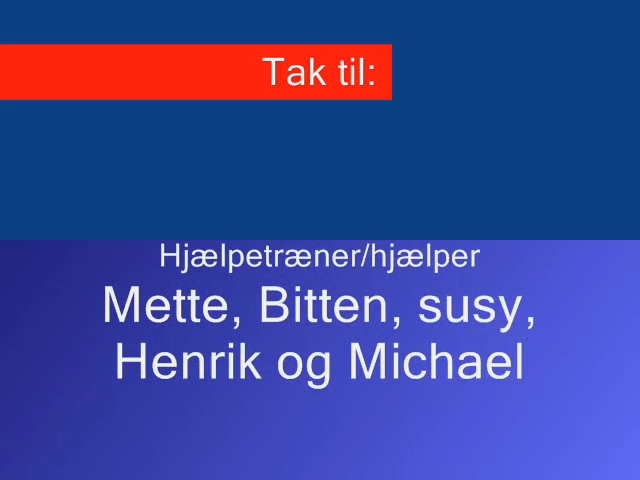 Tak til:
Hjælpetræner/hjælper
Mette, Bitten, susy,
Henrik og Michael